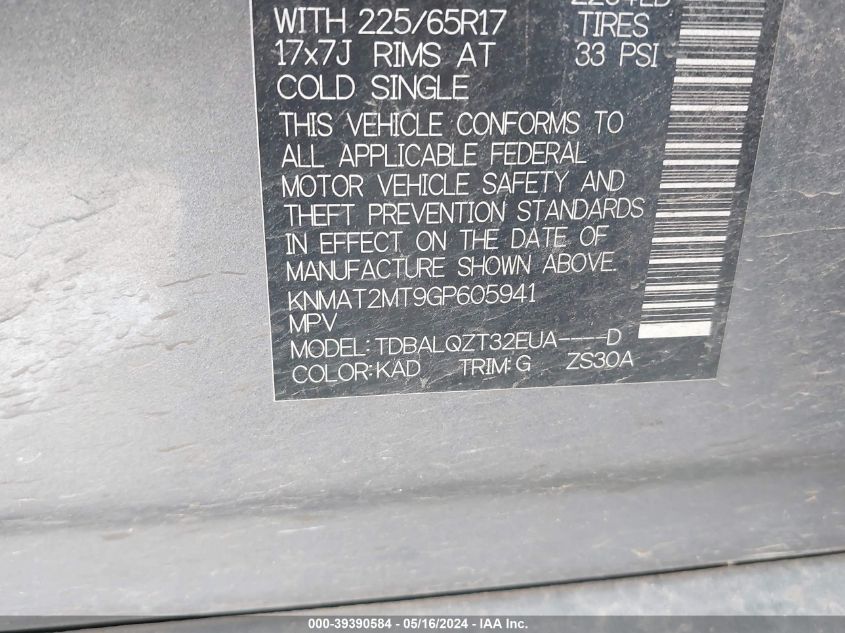 WITH 225/65R17 TIRES
17x7J RIMS AT 33 PSI
COLD SINGLE
THIS VEHICLE CONFORMS TO
ALL APPLICABLE FEDERAL
MOTOR VEHICLE SAFETY AND
THEFT PREVENTION STANDARDS
IN EFFECT ON THE DATE OF
MANUFACTURE SHOWN ABOVE.
KNMAT2MT9GP605941
MPV
MODEL:TDBALQZT32EUA----D
COLOR:KAD TRIM:G ZS30A
000-39390584 - 05/16/2024 - IAA Inc.